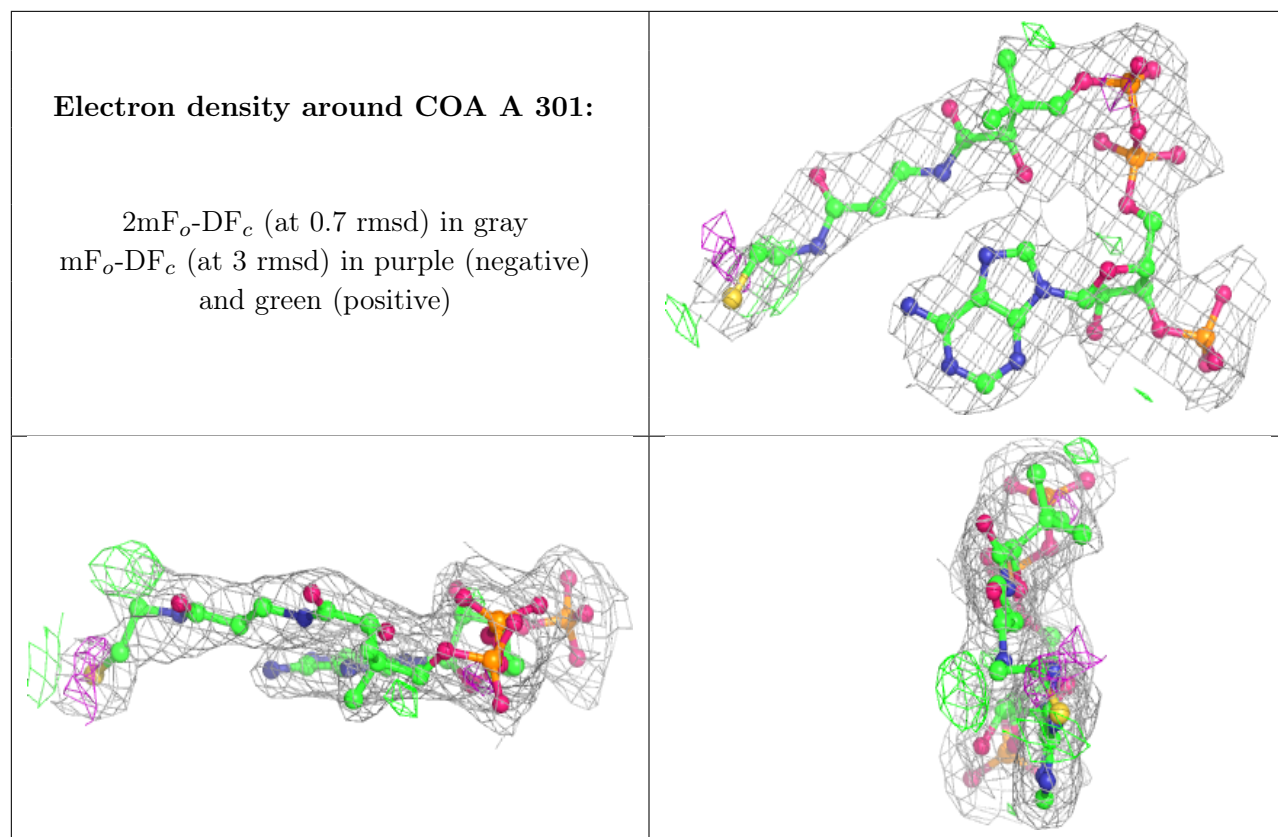 Electron density around COA A 301:
2mFₒ-DF𝑐 (at 0.7 rmsd) in gray
mFₒ-DF𝑐 (at 3 rmsd) in purple (negative)
and green (positive)